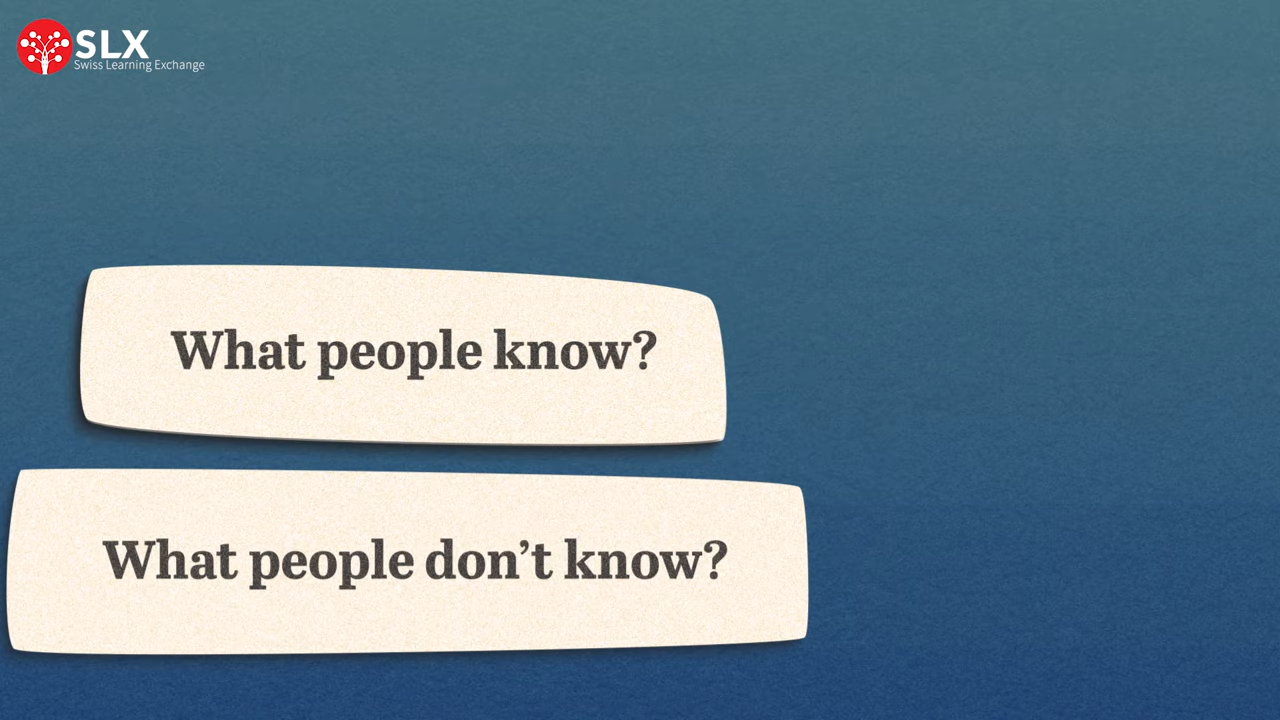 SLX
Swiss Learning Exchange
What people know?
What people don’t know?